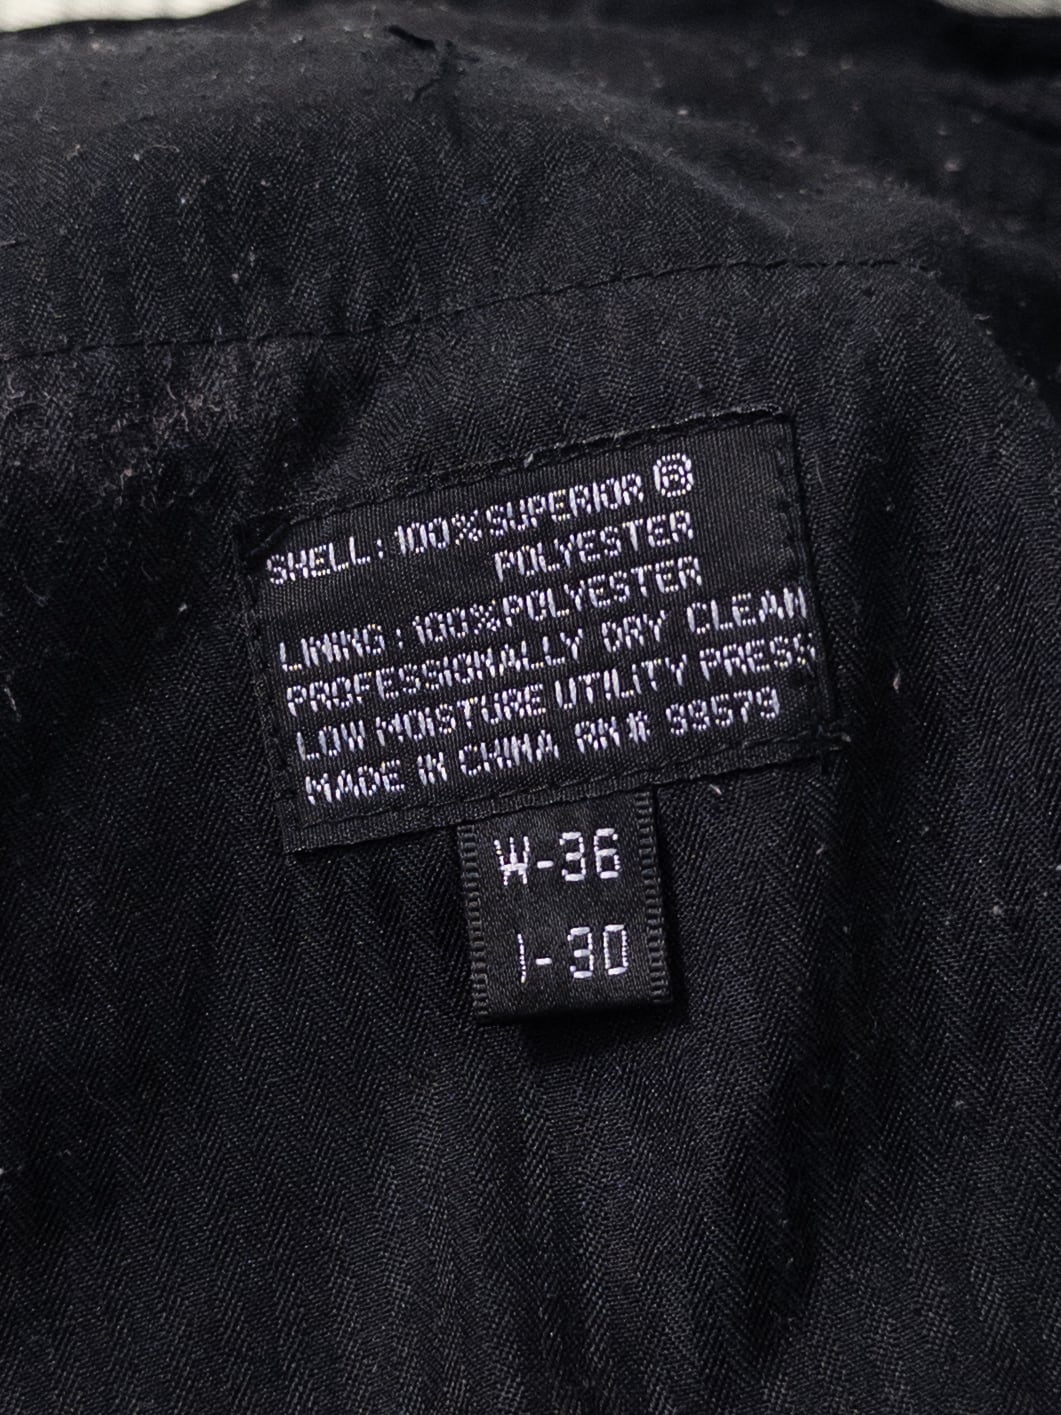 SHELL: 100% SUPERIOR ®
POLYESTER
LINING: 100% POLYESTER
PROFESSIONALLY DRY CLEAN
LOW MOISTURE UTILITY PRESS
MADE IN CHINA RN# 99579
W-36
I-30